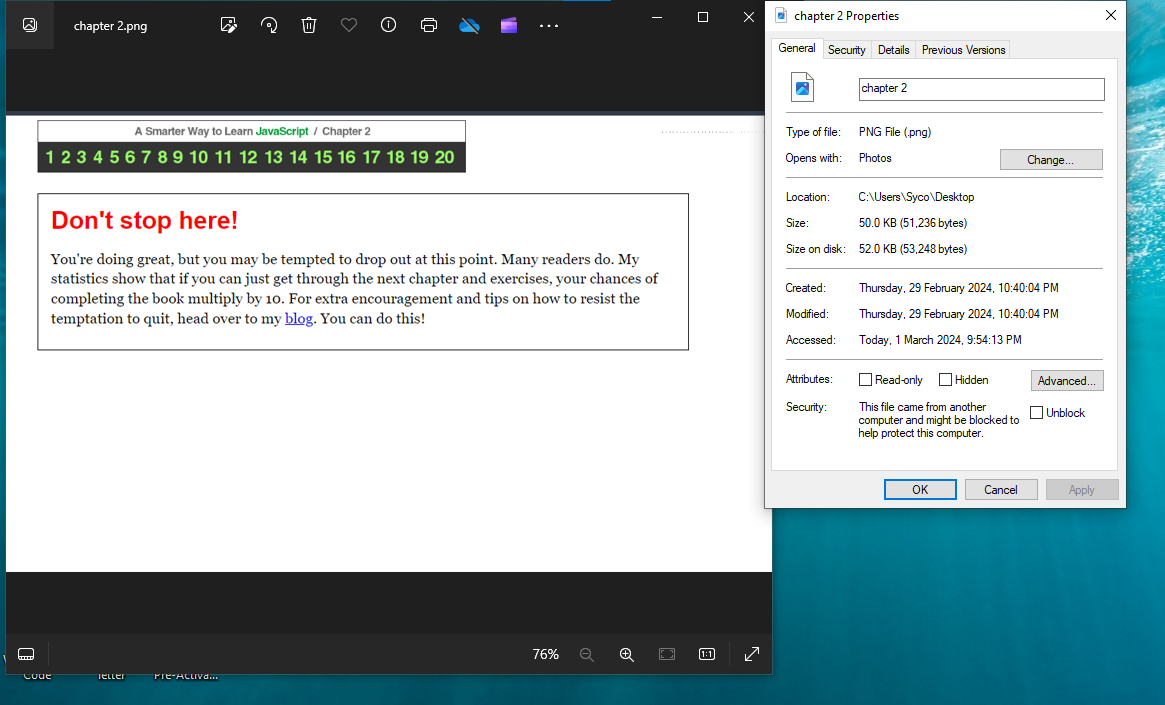 chapter 2.png
A Smarter Way to Learn JavaScript / Chapter 2
1 2 3 4 5 6 7 8 9 10 11 12 13 14 15 16 17 18 19 20
Don't stop here!
You're doing great, but you may be tempted to drop out at this point. Many readers do. My
statistics show that if you can just get through the next chapter and exercises, your chances of
completing the book multiply by 10. For extra encouragement and tips on how to resist the
temptation to quit, head over to my blog. You can do this!
1:1
76%
Code
letter
Pre-Activa...
chapter 2 Properties
General Security Details Previous Versions
chapter 2
Type of file: PNG File (.png)
Opens with: Photos Change...
Location: C:\Users\Syco\Desktop
Size: 50.0 KB (51,236 bytes)
Size on disk: 52.0 KB (53,248 bytes)
Created: Thursday, 29 February 2024, 10:40:04 PM
Modified: Thursday, 29 February 2024, 10:40:04 PM
Accessed: Today, 1 March 2024, 9:54:13 PM
Attributes: Read-only Hidden Advanced...
Security: This file came from another
computer and might be blocked to
help protect this computer.
Unblock
OK Cancel Apply